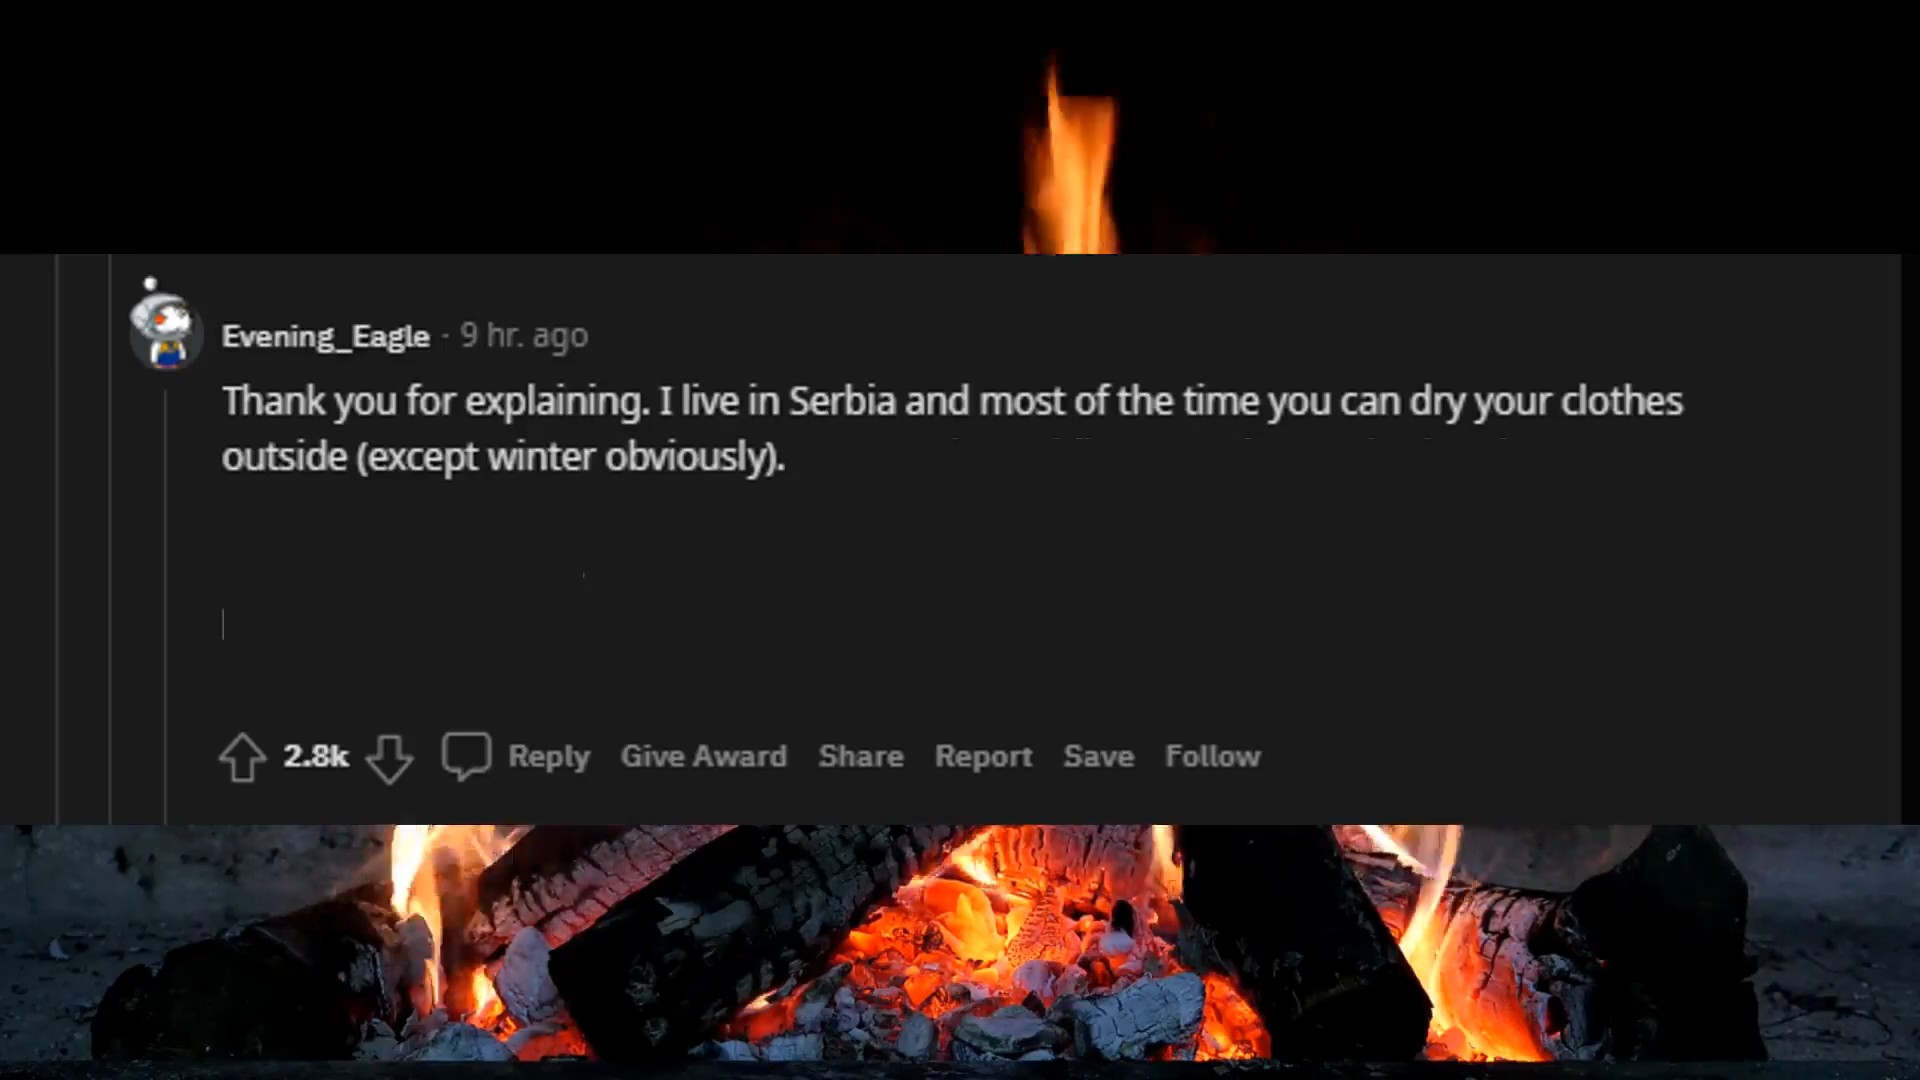 Evening_Eagle · 9 hr. ago
Thank you for explaining. I live in Serbia and most of the time you can dry your clothes
outside (except winter obviously).
2.8k Reply Give Award Share Report Save Follow